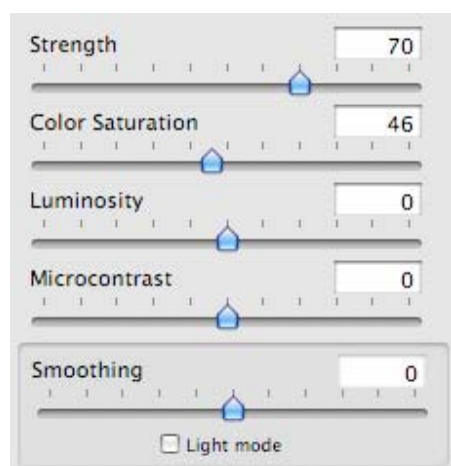 Strength 70
Color Saturation 46
Luminosity 0
Microcontrast 0
Smoothing 0
Light mode